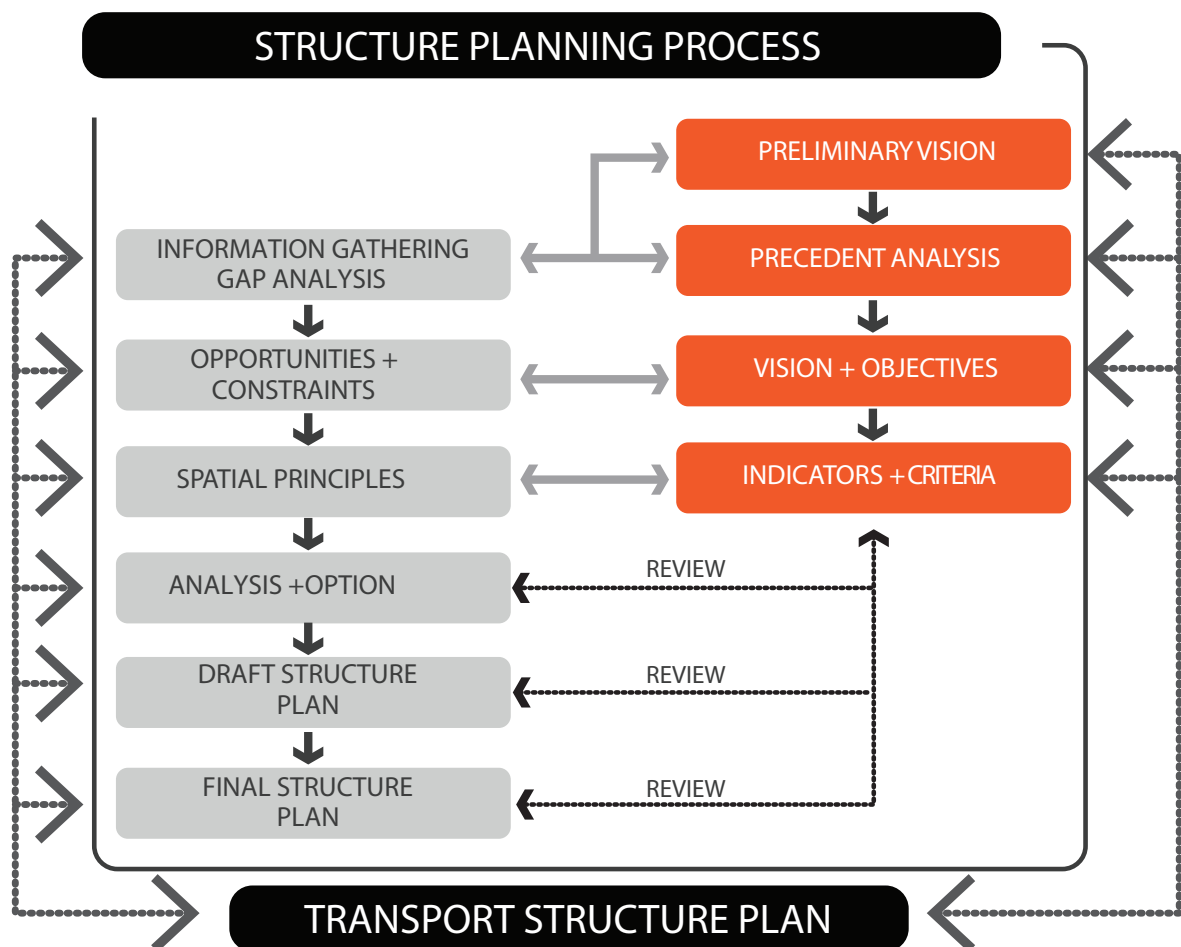 STRUCTURE PLANNING PROCESS
PRELIMINARY VISION
INFORMATION GATHERING
GAP ANALYSIS
PRECEDENT ANALYSIS
OPPORTUNITIES +
CONSTRAINTS
VISION + OBJECTIVES
SPATIAL PRINCIPLES
INDICATORS +CRITERIA
ANALYSIS +OPTION
REVIEW
DRAFT STRUCTURE
PLAN
REVIEW
FINAL STRUCTURE
PLAN
REVIEW
TRANSPORT STRUCTURE PLAN